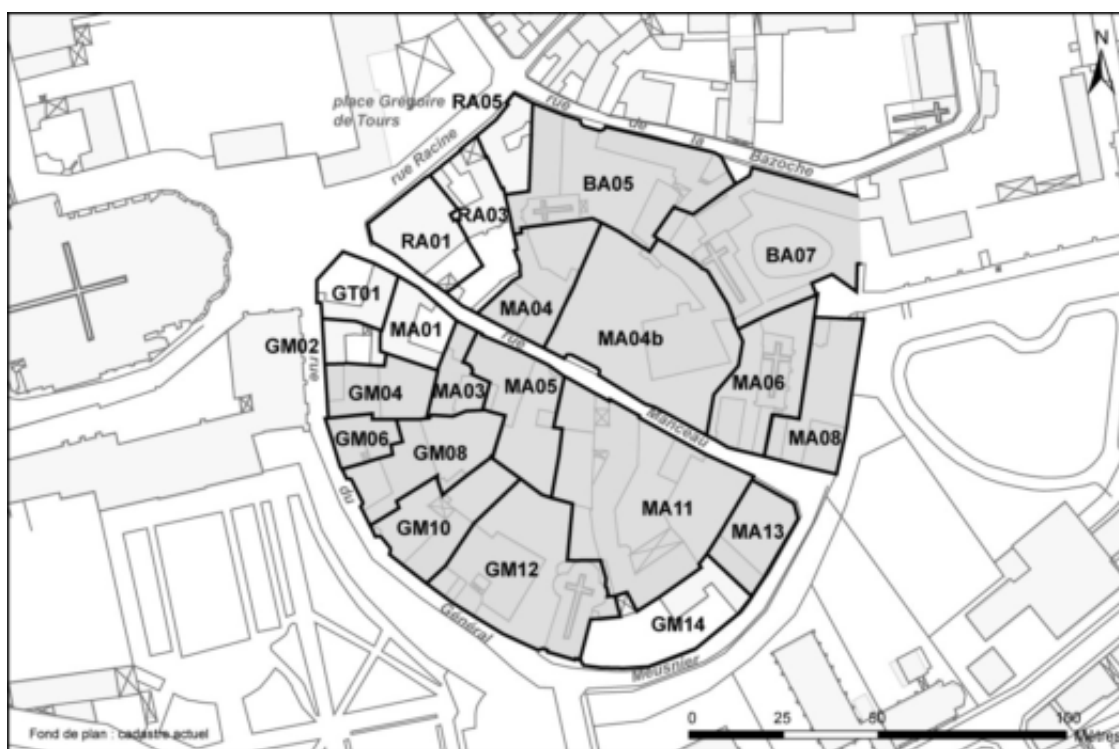 N
place Grégoire
de Tours
RA05
rue de la Bazoche
rue Racine
BA05
RA03
RA01
BA07
GT01
MA04
MA01
MA04b
GM02
rue
rue
MA05
MA06
GM04
MA03
Manceau
MA08
GM06
GM08
du
MA11
GM10
MA13
GM12
GM14
Général
Meusnier
0 25 50 100
Mètres
Fond de plan : cadastre actuel